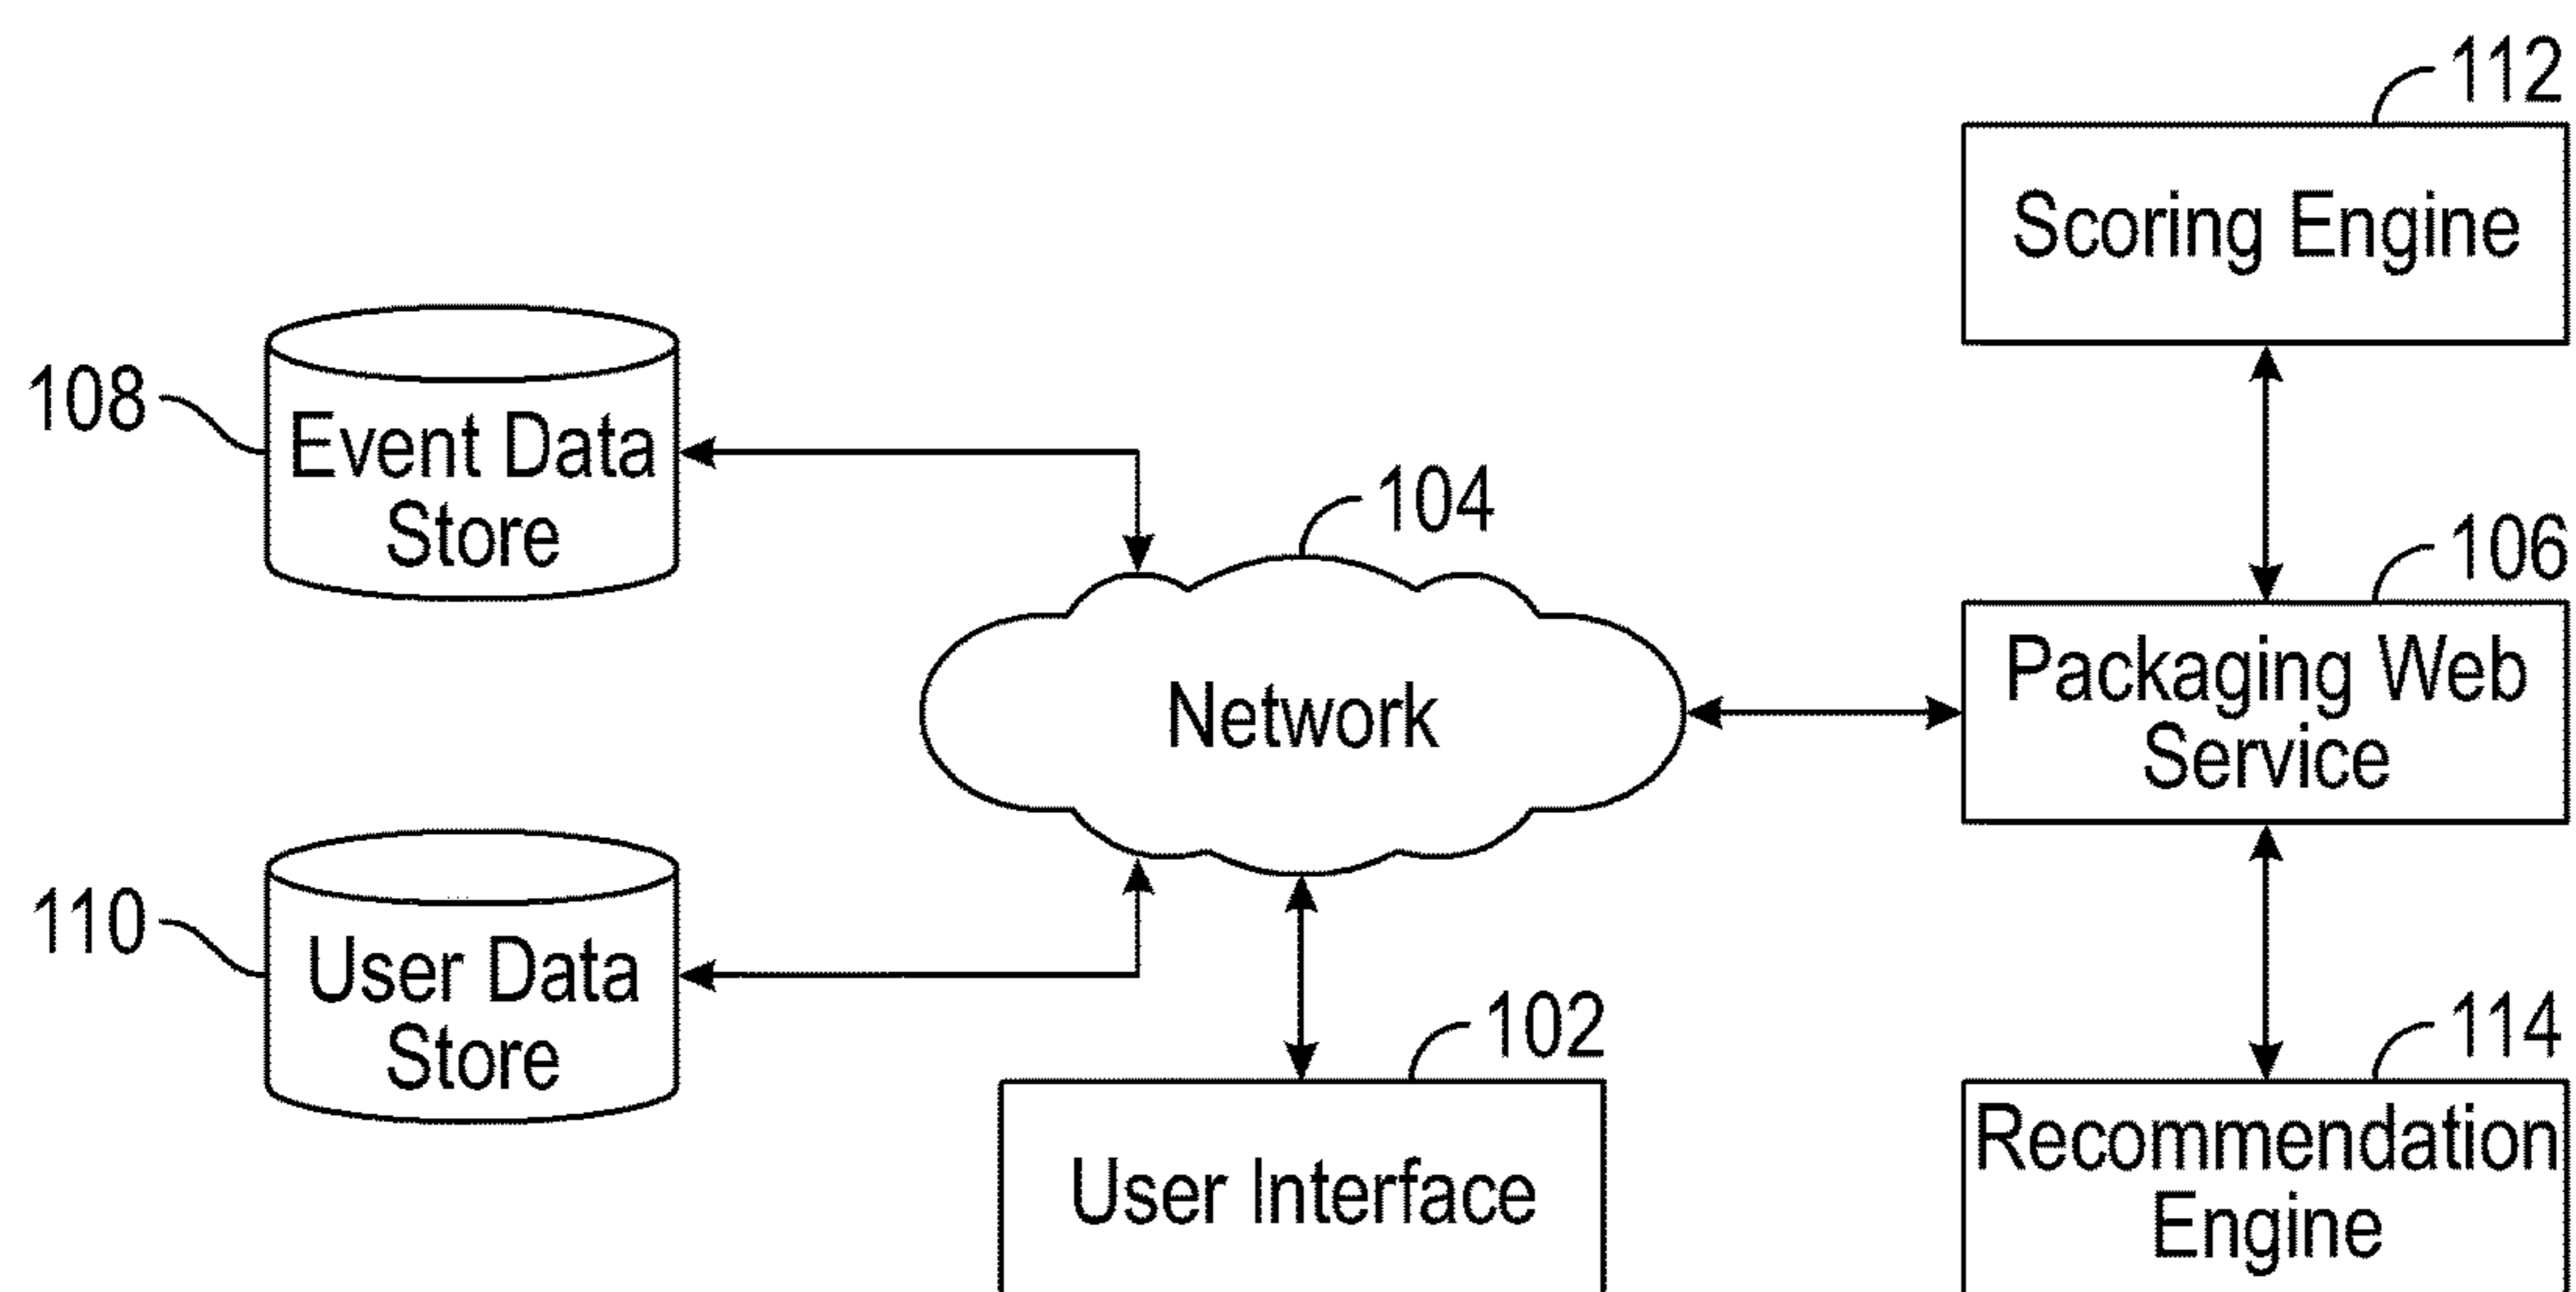 112
Scoring Engine
108
Event Data
Store
104
106
Network
Packaging Web
Service
110
User Data
Store
102
User Interface
114
Recommendation
Engine